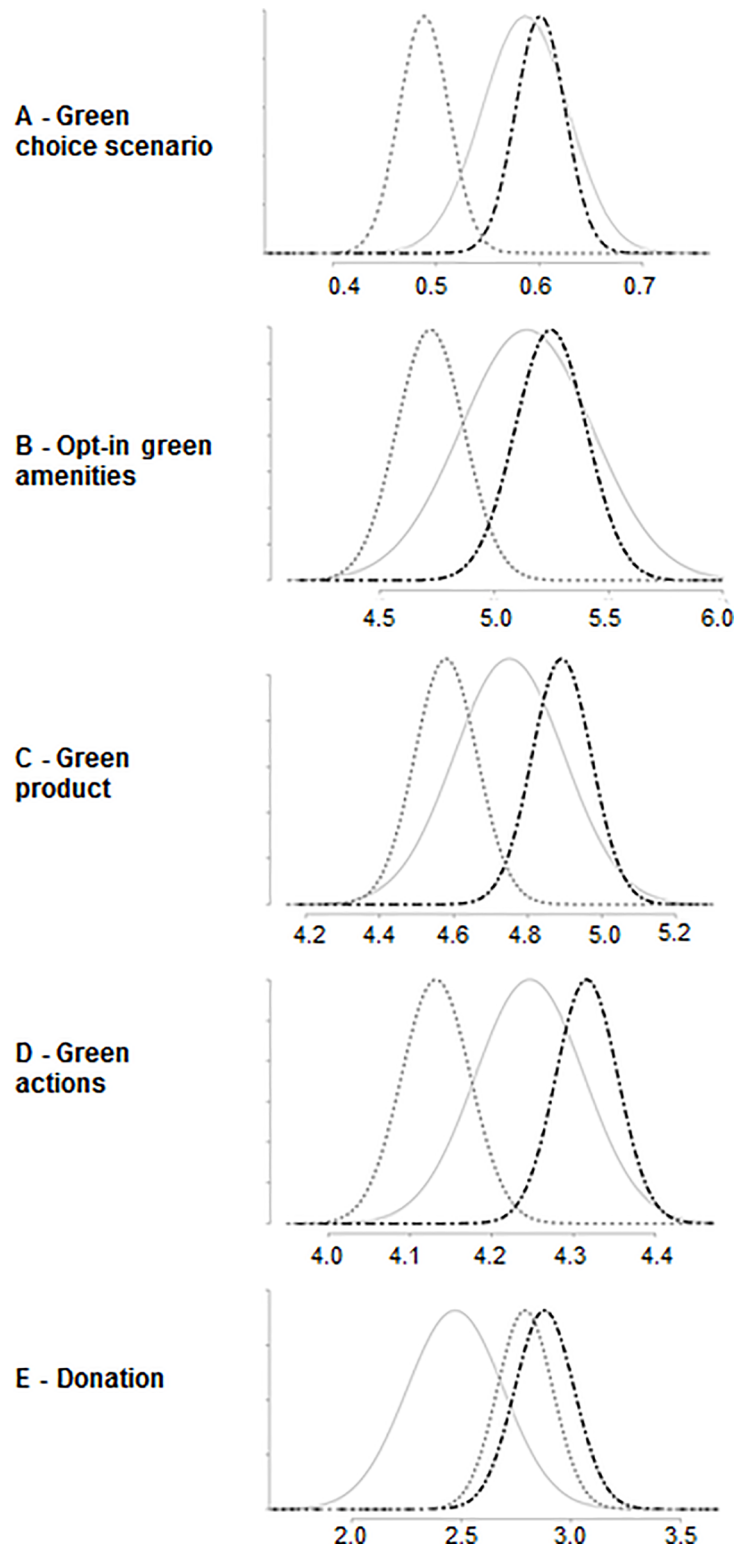 A - Green
choice scenario
0.4 0.5 0.6 0.7
B - Opt-in green
amenities
4.5 5.0 5.5 6.0
C - Green
product
4.2 4.4 4.6 4.8 5.0 5.2
D - Green
actions
4.0 4.1 4.2 4.3 4.4
E - Donation
2.0 2.5 3.0 3.5